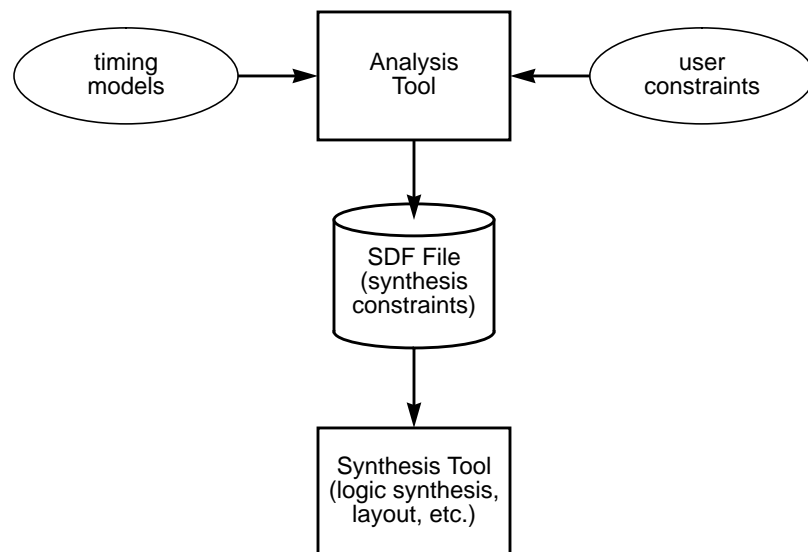 timing
models
Analysis
Tool
user
constraints
SDF File
(synthesis
constraints)
Synthesis Tool
(logic synthesis,
layout, etc.)